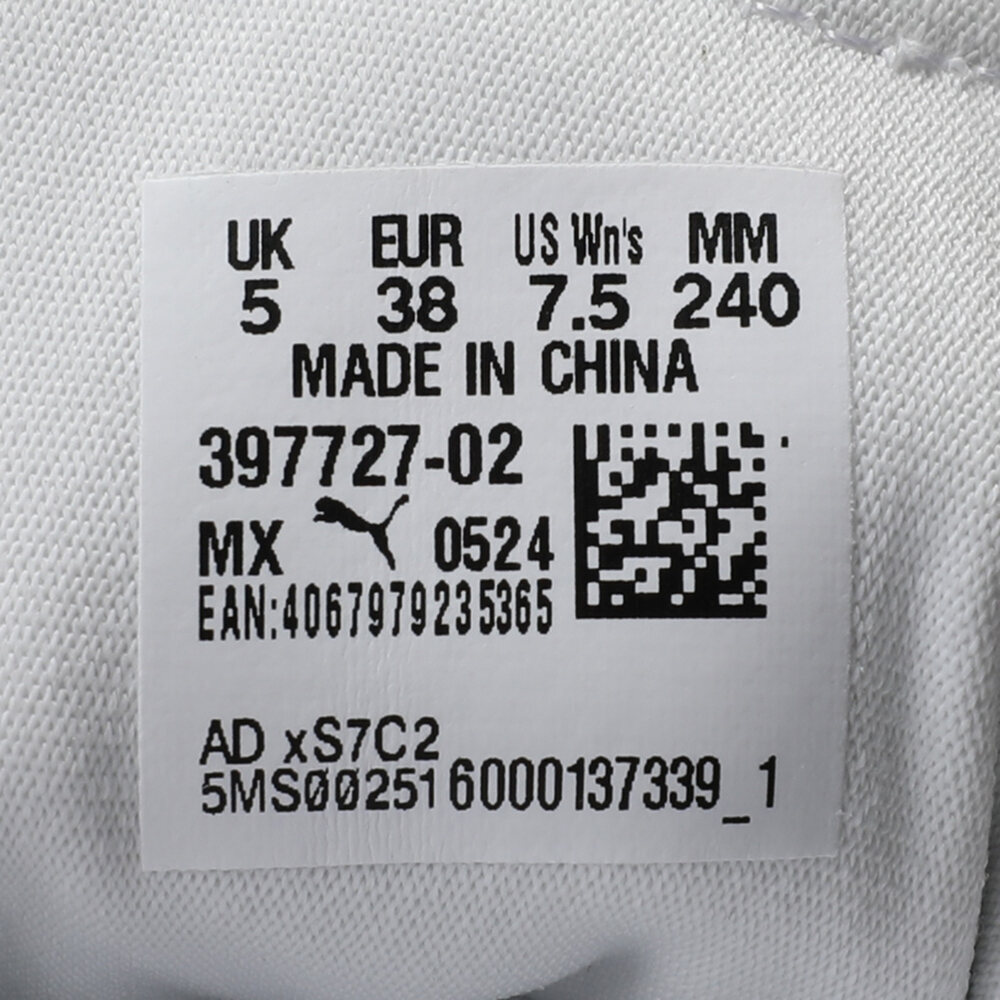 UK EUR US Wn's MM
5 38 7.5 240
MADE IN CHINA
397727-02
MX 0524
EAN:4067979235365
AD xS7C2
5MS00251 6000137339_1